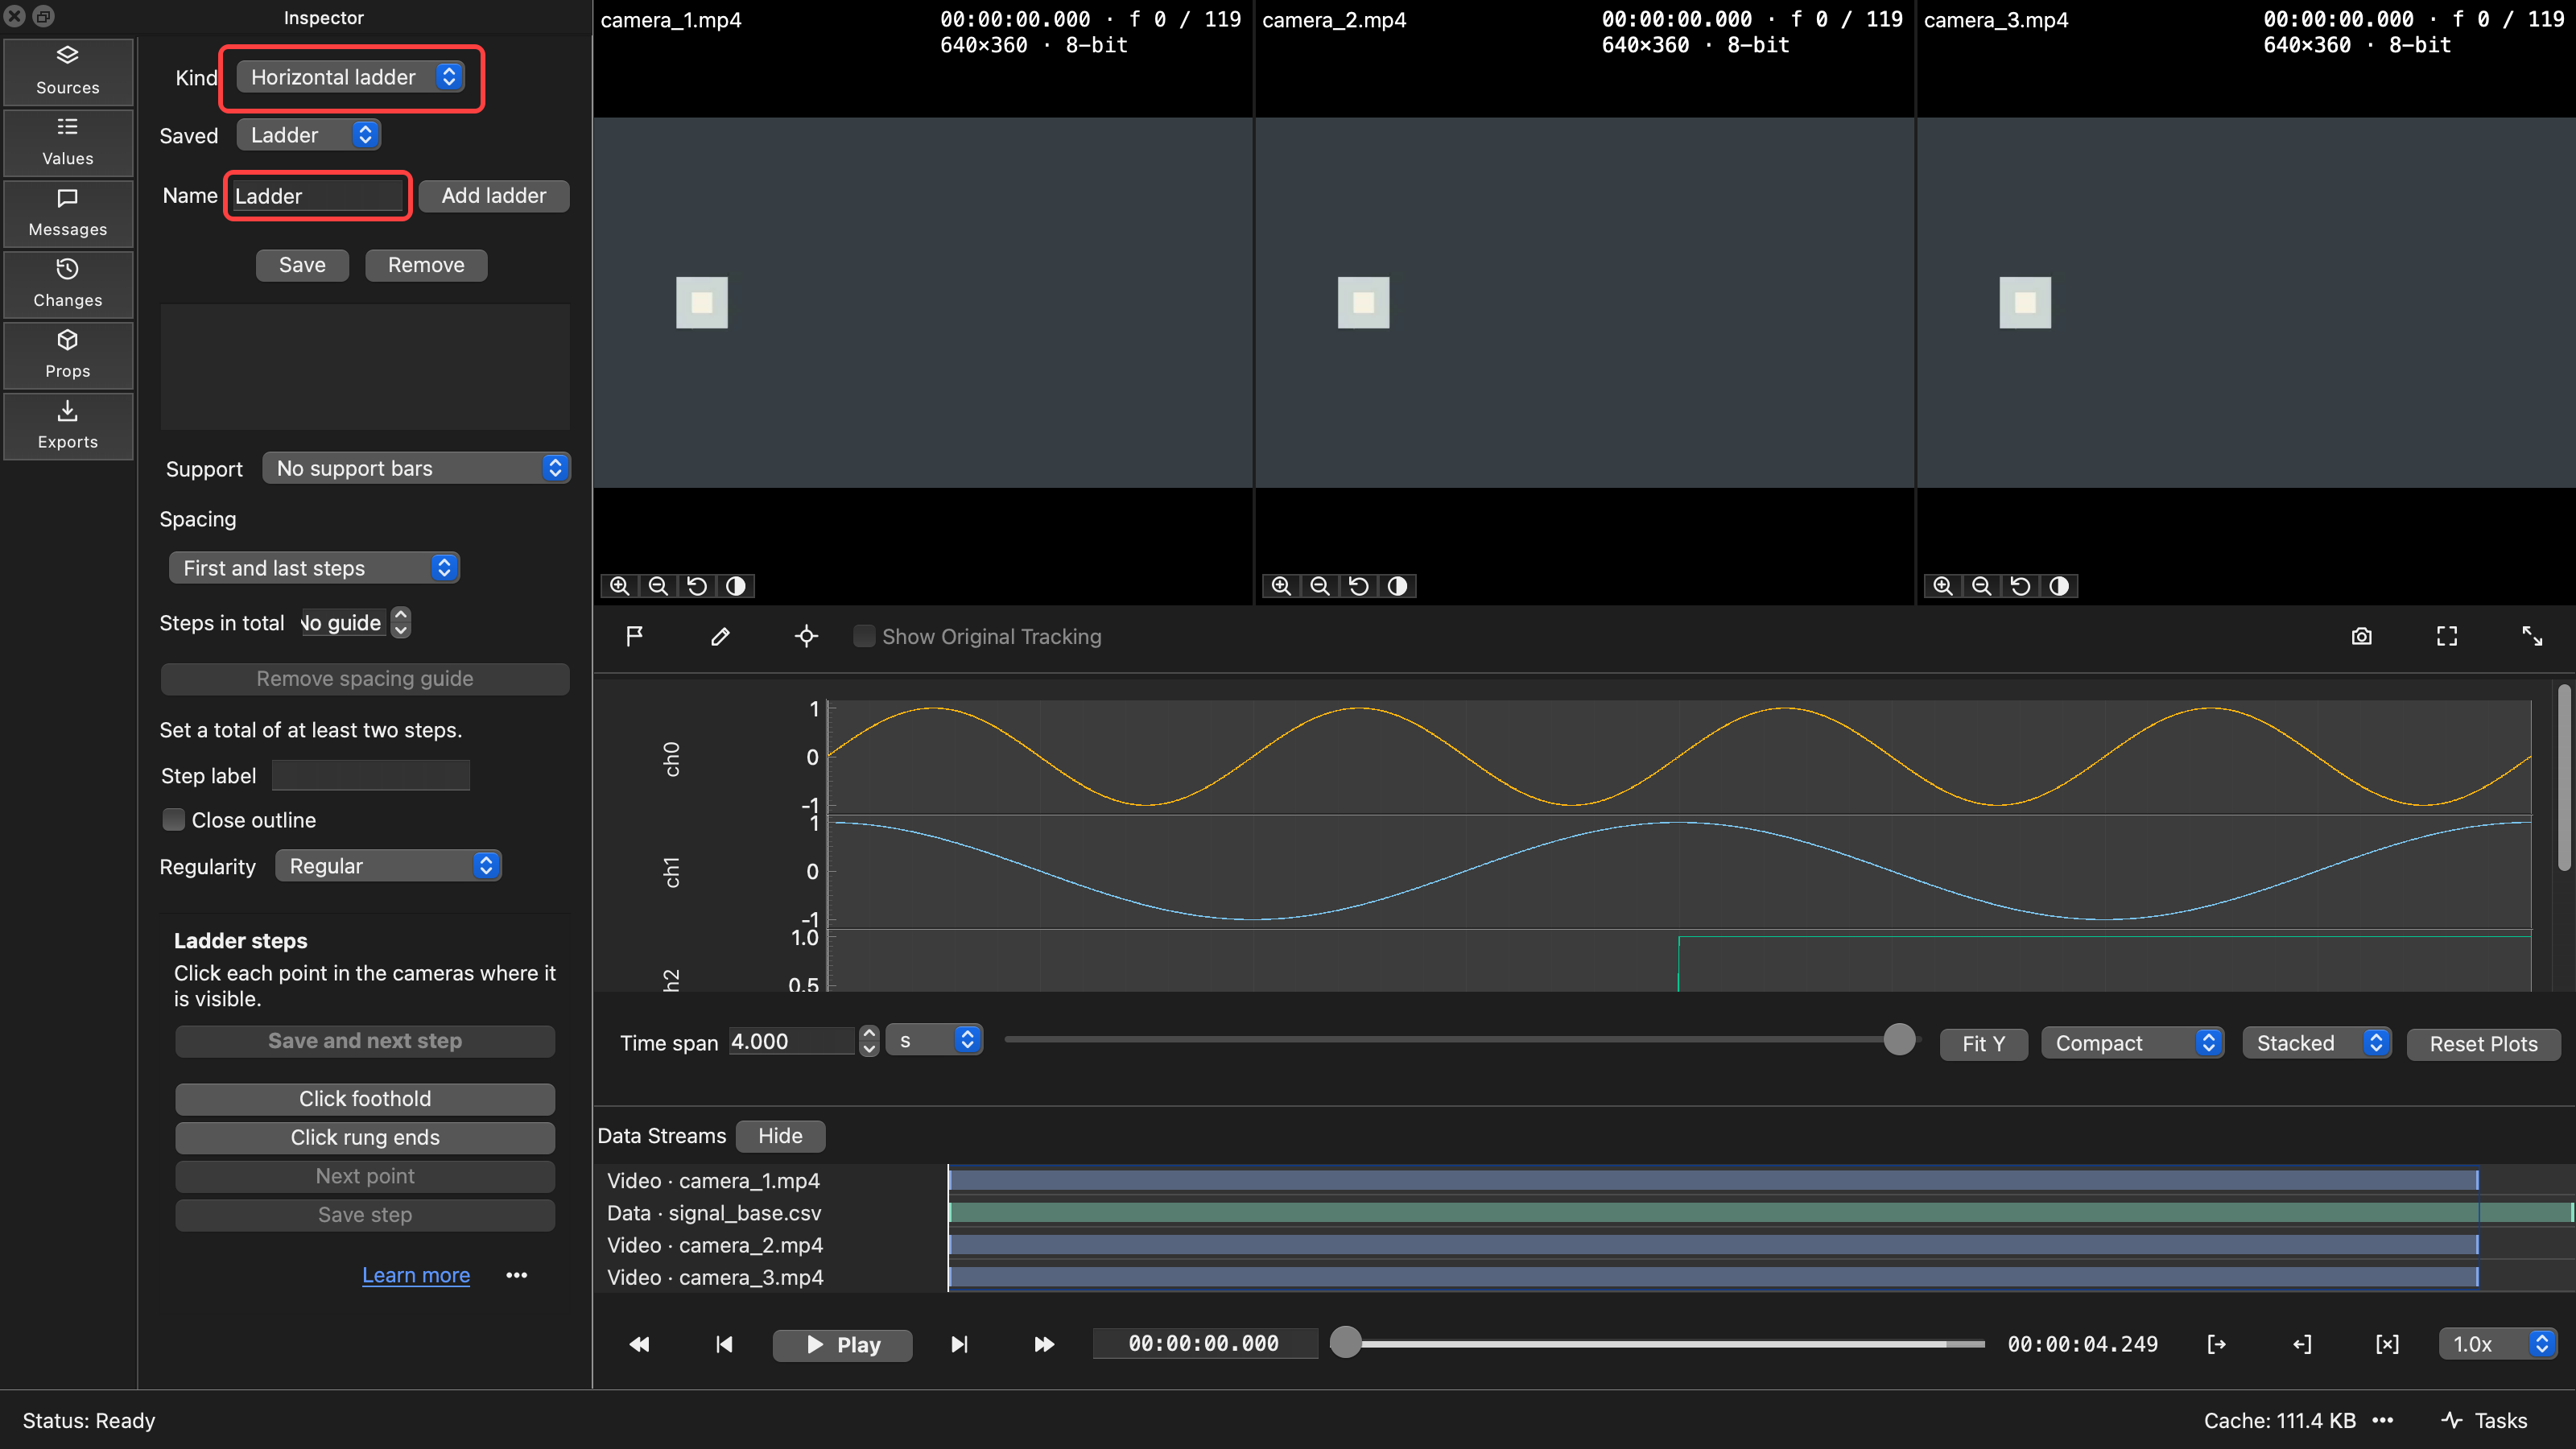 Inspector
Sources
Values
Messages
Changes
Props
Exports
Kind Horizontal ladder
Saved Ladder
Name Ladder Add ladder
Save Remove
Support No support bars
Spacing
First and last steps
Steps in total No guide
Remove spacing guide
Set a total of at least two steps.
Step label
Close outline
Regularity Regular
Ladder steps
Click each point in the cameras where it
is visible.
Save and next step
Click foothold
Click rung ends
Next point
Save step
Learn more •••
camera_1.mp4 00:00:00.000 · f 0 / 119
640×360 · 8-bit
camera_2.mp4 00:00:00.000 · f 0 / 119
640×360 · 8-bit
camera_3.mp4 00:00:00.000 · f 0 / 119
640×360 · 8-bit
Show Original Tracking
ch0
1
0
-1
ch1
1
0
-1
h2
1.0
0.5
Time span 4.000 s Fit Y Compact Stacked Reset Plots
Data Streams Hide
Video · camera_1.mp4
Data · signal_base.csv
Video · camera_2.mp4
Video · camera_3.mp4
Play 00:00:00.000 00:00:04.249 1.0x
Status: Ready Cache: 111.4 KB ••• Tasks